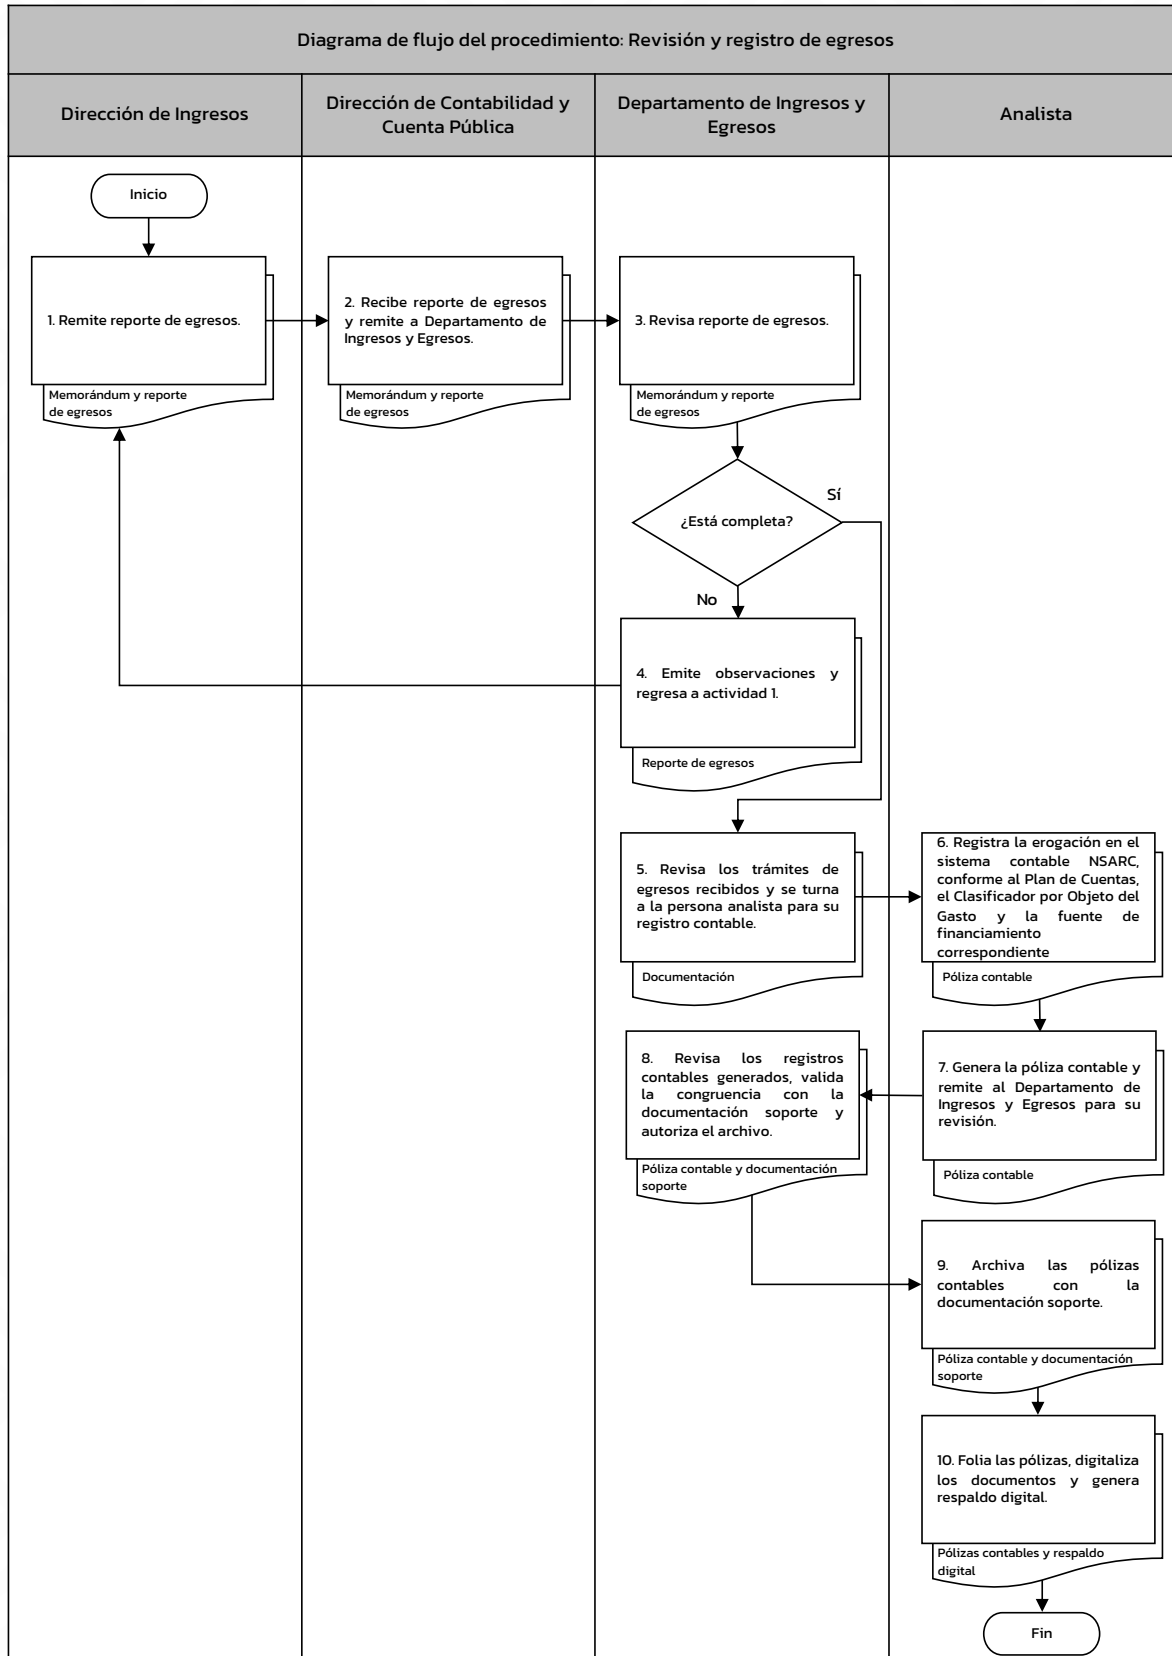 Diagrama de flujo del procedimiento: Revisión y registro de egresos
Dirección de Ingresos
Dirección de Contabilidad y
Cuenta Pública
Departamento de Ingresos y
Egresos
Analista
Inicio
1. Remite reporte de egresos.
Memorándum y reporte
de egresos
2. Recibe reporte de egresos
y remite a Departamento de
Ingresos y Egresos.
Memorándum y reporte
de egresos
3. Revisa reporte de egresos.
Memorándum y reporte
de egresos
¿Está completa?
Sí
No
4. Emite observaciones y
regresa a actividad 1.
Reporte de egresos
5. Revisa los trámites de
egresos recibidos y se turna
a la persona analista para su
registro contable.
Documentación
6. Registra la erogación en el
sistema contable NSARC,
conforme al Plan de Cuentas,
el Clasificador por Objeto del
Gasto y la fuente de
financiamiento
correspondiente
Póliza contable
7. Genera la póliza contable y
remite al Departamento de
Ingresos y Egresos para su
revisión.
Póliza contable
8. Revisa los registros
contables generados, valida
la congruencia con la
documentación soporte y
autoriza el archivo.
Póliza contable y documentación
soporte
9. Archiva las pólizas
contables con la
documentación soporte.
Póliza contable y documentación
soporte
10. Folia las pólizas, digitaliza
los documentos y genera
respaldo digital.
Pólizas contables y respaldo
digital
Fin